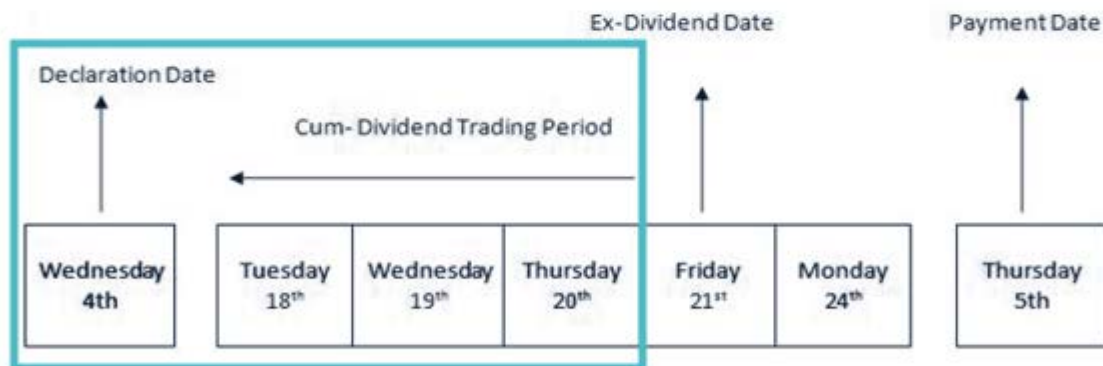 Ex-Dividend Date
Payment Date
Declaration Date
Cum- Dividend Trading Period
Wednesday
4th
Tuesday
18th
Wednesday
19th
Thursday
20th
Friday
21st
Monday
24th
Thursday
5th